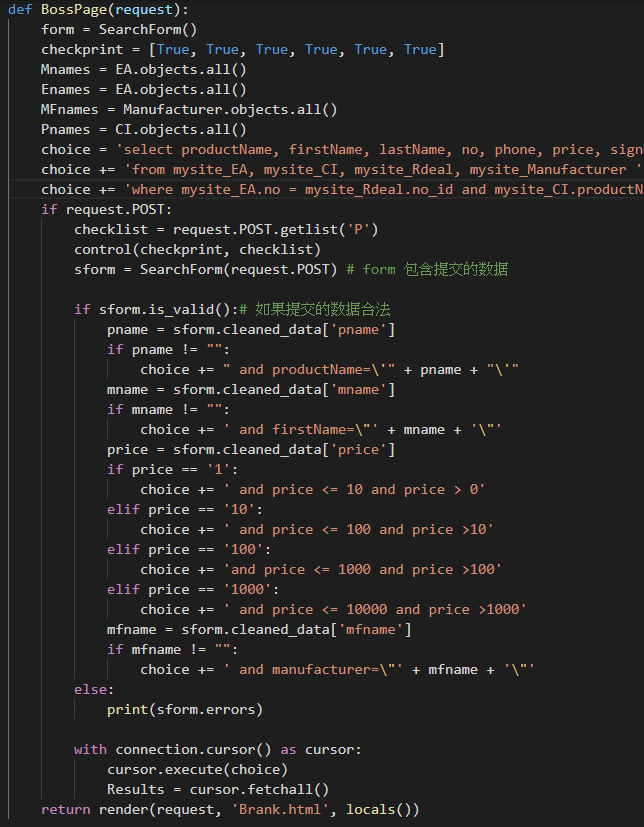 def BossPage(request):
    form = SearchForm()
    checkprint = [True, True, True, True, True, True]
    Mnames = EA.objects.all()
    Enames = EA.objects.all()
    MFnames = Manufacturer.objects.all()
    Pnames = CI.objects.all()
    choice = 'select productName, firstName, lastName, no, phone, price, sign
    choice += 'from mysite_EA, mysite_CI, mysite_Rdeal, mysite_Manufacturer '
    choice += 'where mysite_EA.no = mysite_Rdeal.no_id and mysite_CI.productN
    if request.POST:
        checklist = request.POST.getlist('P')
        control(checkprint, checklist)
        sform = SearchForm(request.POST) # form 包含提交的数据
        if sform.is_valid():# 如果提交的数据合法
            pname = sform.cleaned_data['pname']
            if pname != "":
                choice += " and productName=\'" + pname + "\'"
            mname = sform.cleaned_data['mname']
            if mname != "":
                choice += ' and firstName=\"' + mname + '\"'
            price = sform.cleaned_data['price']
            if price == '1':
                choice += ' and price <= 10 and price > 0'
            elif price == '10':
                choice += ' and price <= 100 and price >10'
            elif price == '100':
                choice += 'and price <= 1000 and price >100'
            elif price == '1000':
                choice += ' and price <= 10000 and price >1000'
            mfname = sform.cleaned_data['mfname']
            if mfname != "":
                choice += ' and manufacturer=\"' + mfname + '\"'
        else:
            print(sform.errors)
        with connection.cursor() as cursor:
            cursor.execute(choice)
            Results = cursor.fetchall()
    return render(request, 'Brank.html', locals())